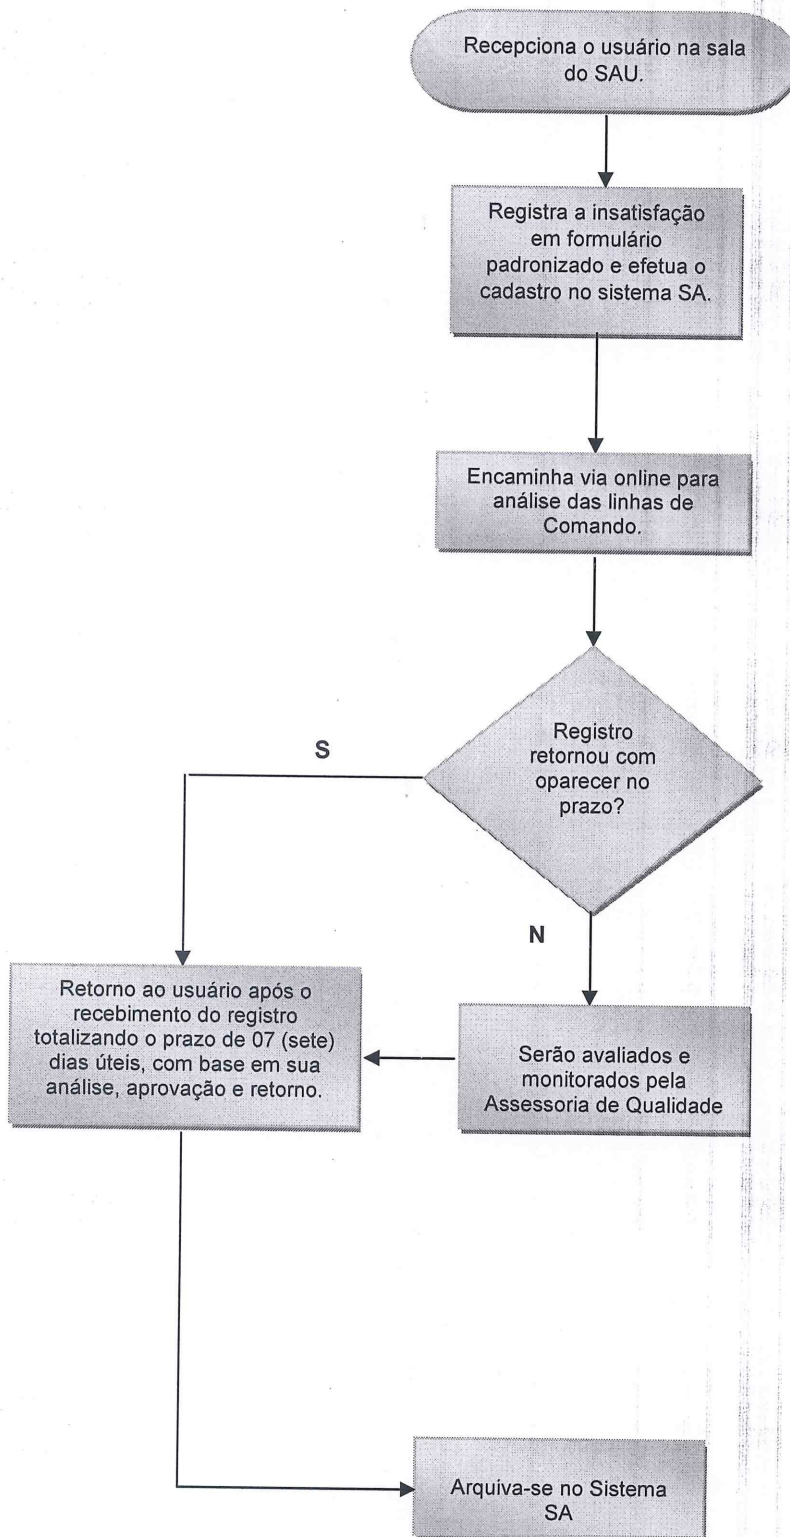 Recepciona o usuário na sala
do SAU.
Registra a insatisfação
em formulário
padronizado e efetua o
cadastro no sistema SA.
Encaminha via online para
análise das linhas de
Comando.
Registro
retornou com
oparecer no
prazo?
S
N
Retorno ao usuário após o
recebimento do registro
totalizando o prazo de 07 (sete)
dias úteis, com base em sua
análise, aprovação e retorno.
Serão avaliados e
monitorados pela
Assessoria de Qualidade
Arquiva-se no Sistema
SA